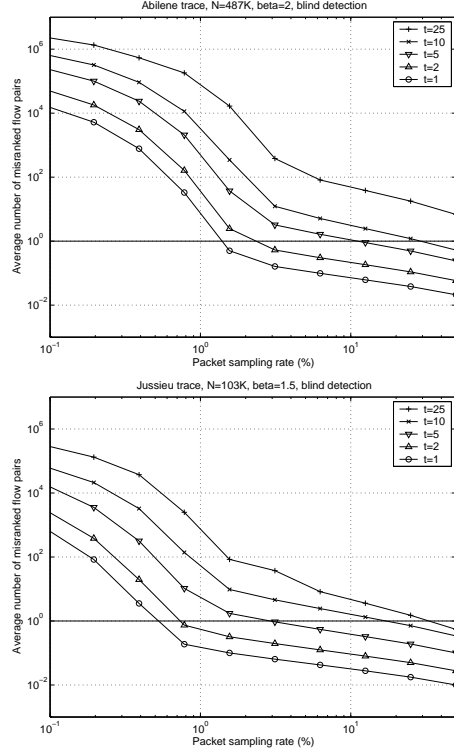 Abilene trace, N=487K, beta=2, blind detection
t=25
t=10
t=5
t=2
t=1
Average number of misranked flow pairs
10^6
10^4
10^2
10^0
10^-2
10^-1
10^0
10^1
Packet sampling rate (%)
Jussieu trace, N=103K, beta=1.5, blind detection
t=25
t=10
t=5
t=2
t=1
Average number of misranked flow pairs
10^6
10^4
10^2
10^0
10^-2
10^-1
10^0
10^1
Packet sampling rate (%)